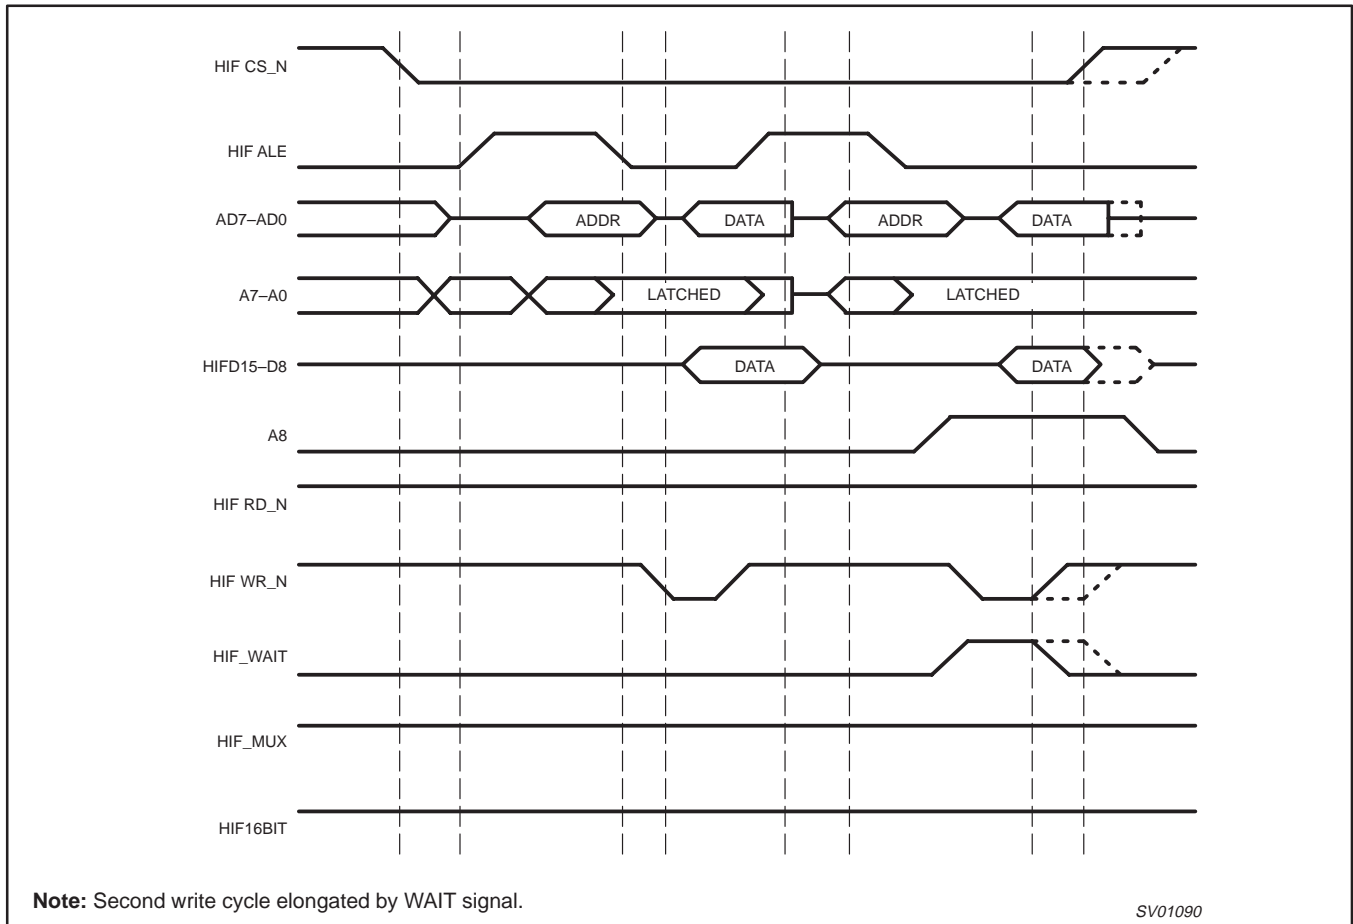 HIF CS_N
HIF ALE
AD7–AD0
ADDR
DATA
ADDR
DATA
A7–A0
LATCHED
LATCHED
HIFD15–D8
DATA
DATA
A8
HIF RD_N
HIF WR_N
HIF_WAIT
HIF_MUX
HIF16BIT
Note: Second write cycle elongated by WAIT signal.
SV01090